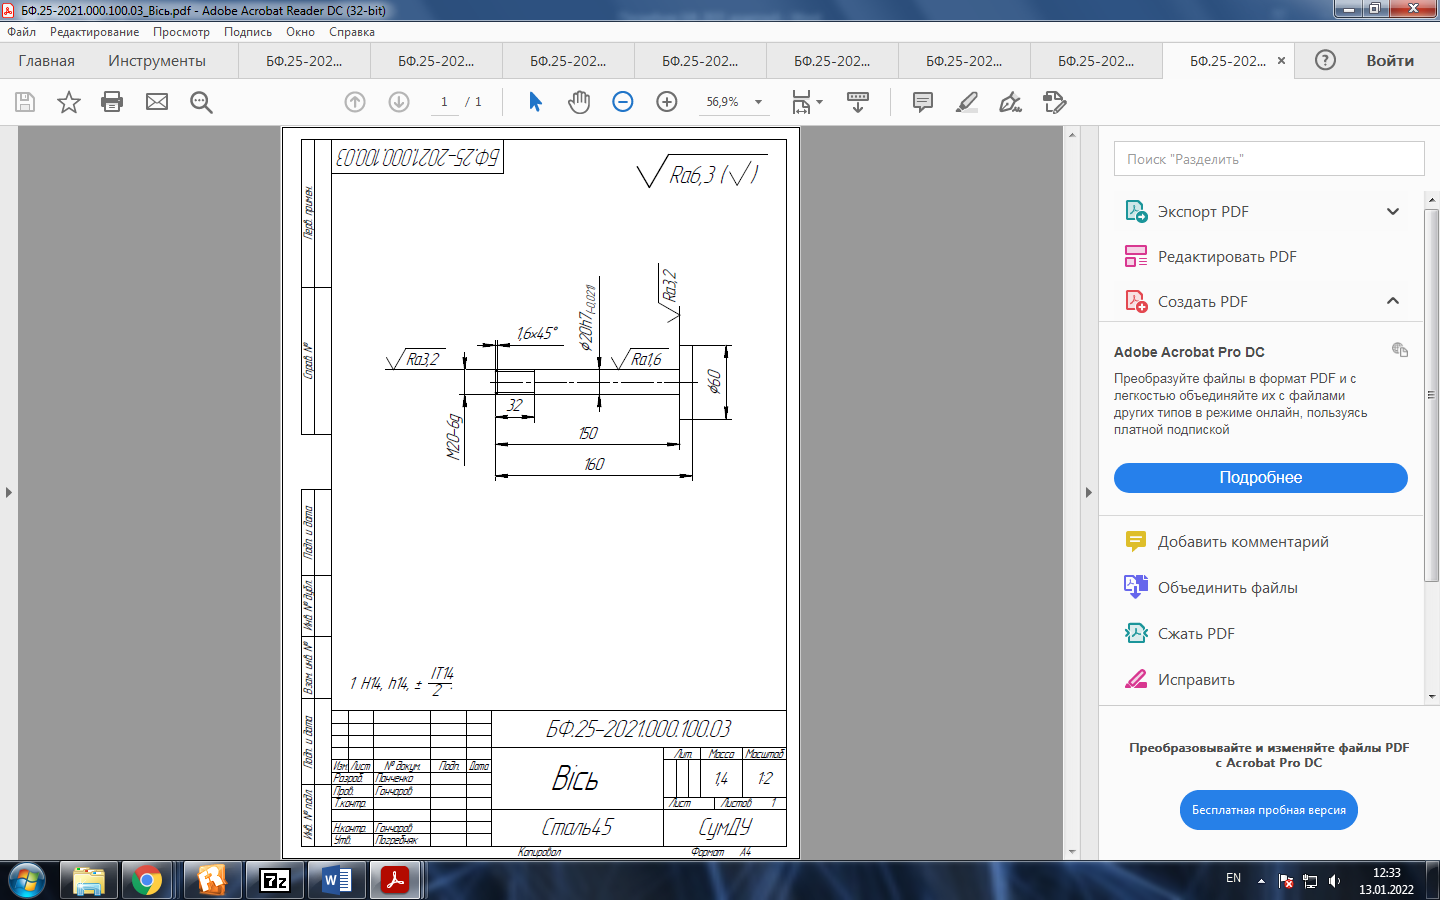 БФ.25-2021.000.100.03_Вісь.pdf - Adobe Acrobat Reader DC (32-bit)
Файл Редактирование Просмотр Подпись Окно Справка
Главная Инструменты БФ.25-202... БФ.25-202... БФ.25-202... БФ.25-202... БФ.25-202... БФ.25-202... БФ.25-202... БФ.25-202... × Войти
1 / 1 56,9%
БФ.25-2021.000.100.03
Ra6,3 (√)
Перв. примен.
Справ. №
Подп. и дата
Инв. № дубл.
Взам. инв. №
Подп. и дата
Инв. № подл.
Ra3,2
1,6×45°
ϕ20h7(-0,021)
Ra3,2
Ra1,6
ϕ60
M20-6g
32
150
160
1 H14, h14, ± IT14
2 .
БФ.25-2021.000.100.03
Вісь
Лит. Масса Масштаб
1,4 1:2
Изм. Лист № докум. Подп. Дата
Разраб. Панченко
Пров. Гончаров
Т.контр.
Лист Листов 1
Н.контр. Гончаров
Утв. Погребняк
Сталь45
СумДУ
Копировал Формат А4
Поиск "Разделить"
Экспорт PDF
Редактировать PDF
Создать PDF
Adobe Acrobat Pro DC
Преобразуйте файлы в формат PDF и с
легкостью объединяйте их с файлами
других типов в режиме онлайн, пользуясь
платной подпиской
Подробнее
Добавить комментарий
Объединить файлы
Сжать PDF
Исправить
Преобразовывайте и изменяйте файлы PDF
с Acrobat Pro DC
Бесплатная пробная версия
7z
EN
12:33
13.01.2022